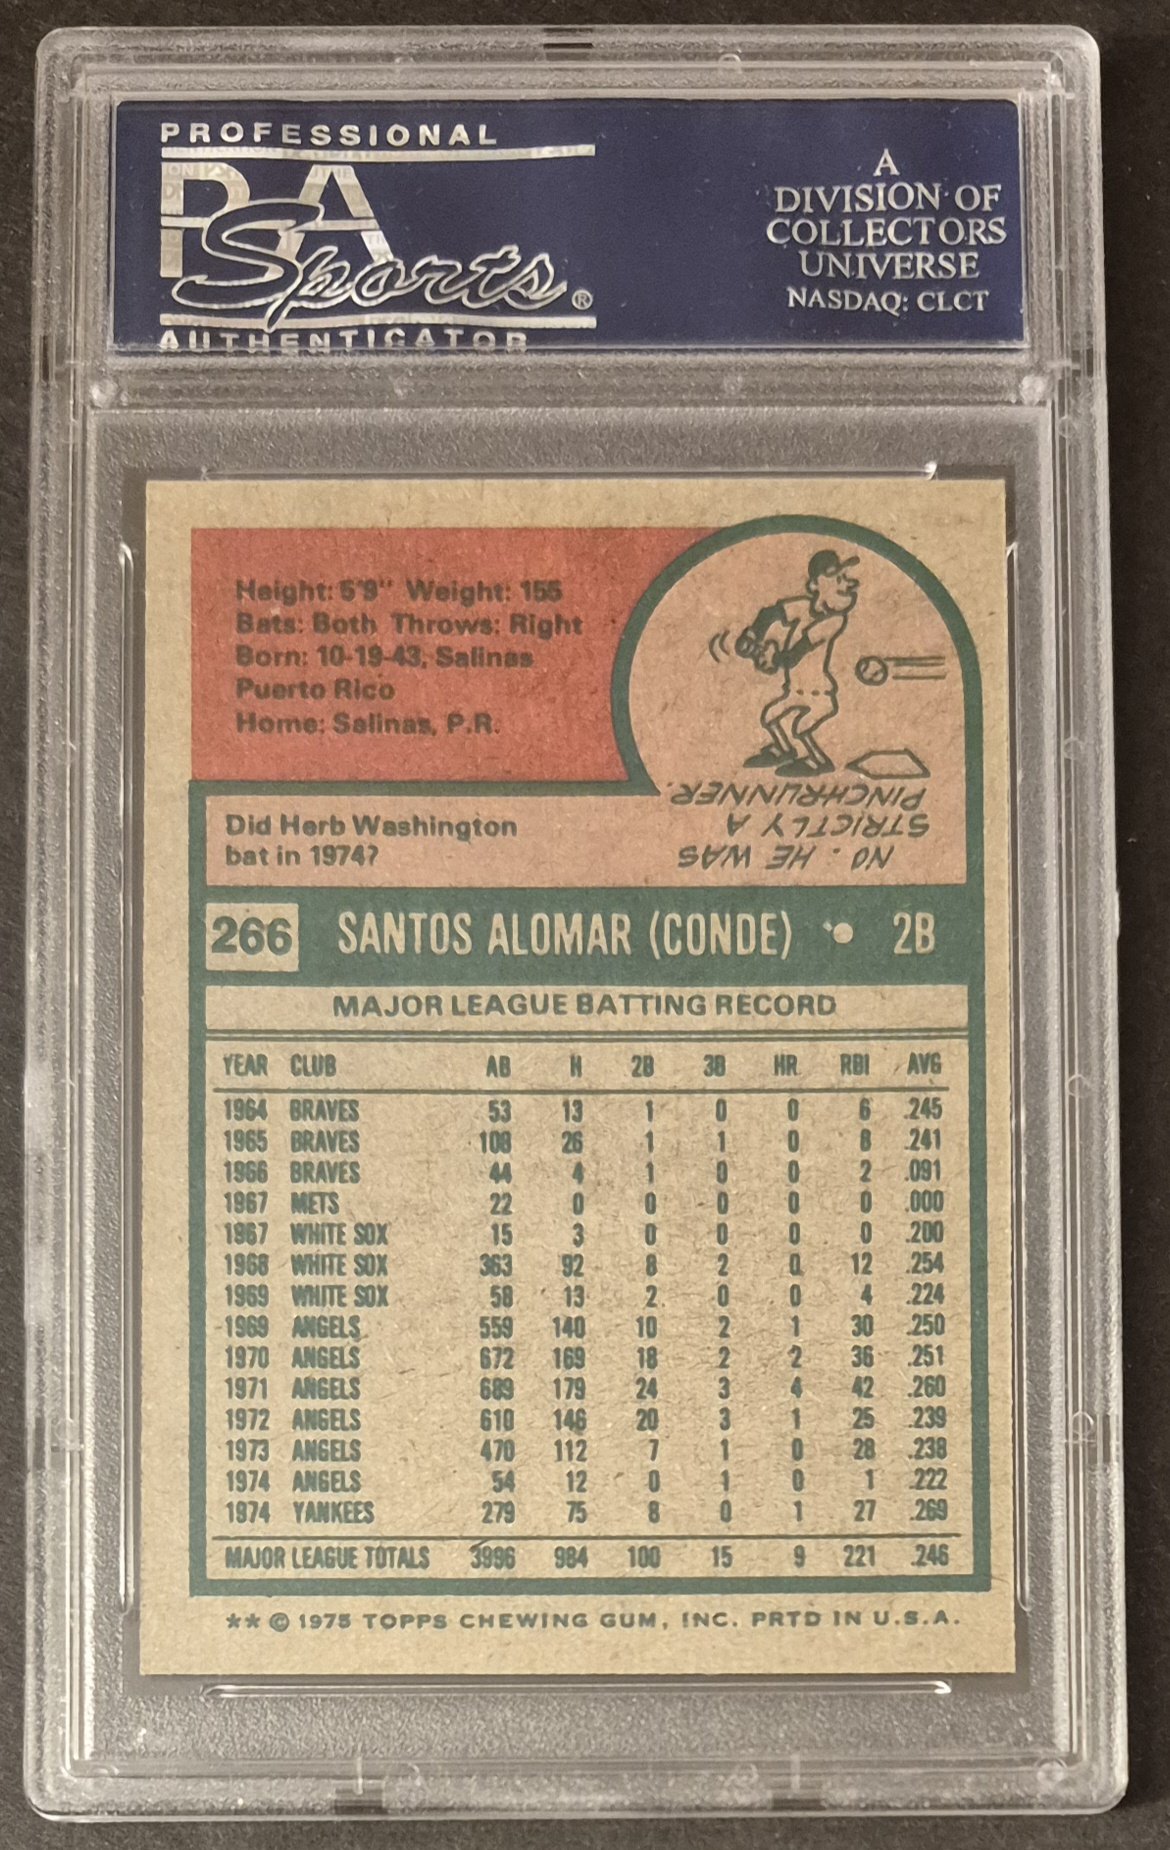 PROFESSIONAL
PSA
Sports®
AUTHENTICATOR
A
DIVISION OF
COLLECTORS
UNIVERSE
NASDAQ: CLCT
Height: 5'9" Weight: 155
Bats: Both Throws: Right
Born: 10-19-43, Salinas
Puerto Rico
Home: Salinas, P.R.
Did Herb Washington
bat in 1974?
NO. HE WAS
STRICTLY A
PINCHRUNNER.
266 SANTOS ALOMAR (CONDE) • 2B
MAJOR LEAGUE BATTING RECORD
YEAR CLUB AB H 2B 3B HR RBI AVG
1964 BRAVES 53 13 1 0 0 6 .245
1965 BRAVES 108 26 1 1 0 8 .241
1966 BRAVES 44 4 1 0 0 2 .091
1967 METS 22 0 0 0 0 0 .000
1967 WHITE SOX 15 3 0 0 0 0 .200
1968 WHITE SOX 363 92 8 2 0 12 .254
1969 WHITE SOX 58 13 2 0 0 4 .224
1969 ANGELS 559 140 10 2 1 30 .250
1970 ANGELS 672 169 18 2 2 36 .251
1971 ANGELS 689 179 24 3 4 42 .260
1972 ANGELS 610 146 20 3 1 25 .239
1973 ANGELS 470 112 7 1 0 28 .238
1974 ANGELS 54 12 0 1 0 1 .222
1974 YANKEES 279 75 8 0 1 27 .269
MAJOR LEAGUE TOTALS 3996 984 100 15 9 221 .246
** © 1975 TOPPS CHEWING GUM, INC. PRTD IN U.S.A.